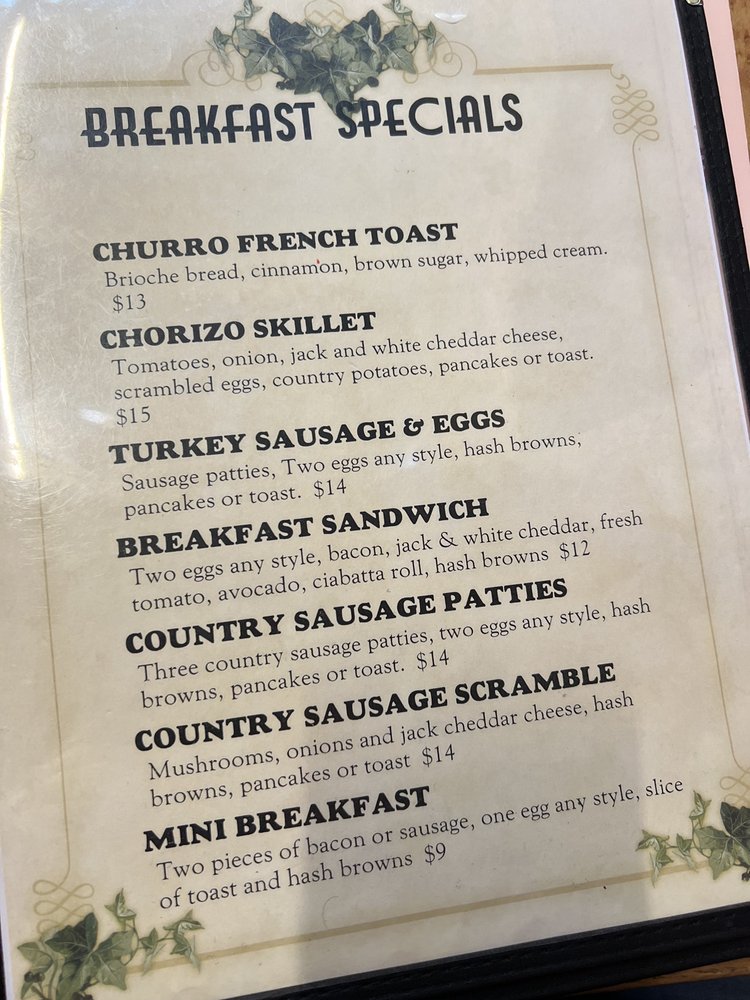 BREAKFAST SPECIALS
CHURRO FRENCH TOAST
Brioche bread, cinnamon, brown sugar, whipped cream.
$13
CHORIZO SKILLET
Tomatoes, onion, jack and white cheddar cheese,
scrambled eggs, country potatoes, pancakes or toast.
$15
TURKEY SAUSAGE & EGGS
Sausage patties, Two eggs any style, hash browns,
pancakes or toast. $14
BREAKFAST SANDWICH
Two eggs any style, bacon, jack & white cheddar, fresh
tomato, avocado, ciabatta roll, hash browns $12
COUNTRY SAUSAGE PATTIES
Three country sausage patties, two eggs any style, hash
browns, pancakes or toast. $14
COUNTRY SAUSAGE SCRAMBLE
Mushrooms, onions and jack cheddar cheese, hash
browns, pancakes or toast $14
MINI BREAKFAST
Two pieces of bacon or sausage, one egg any style, slice
of toast and hash browns $9